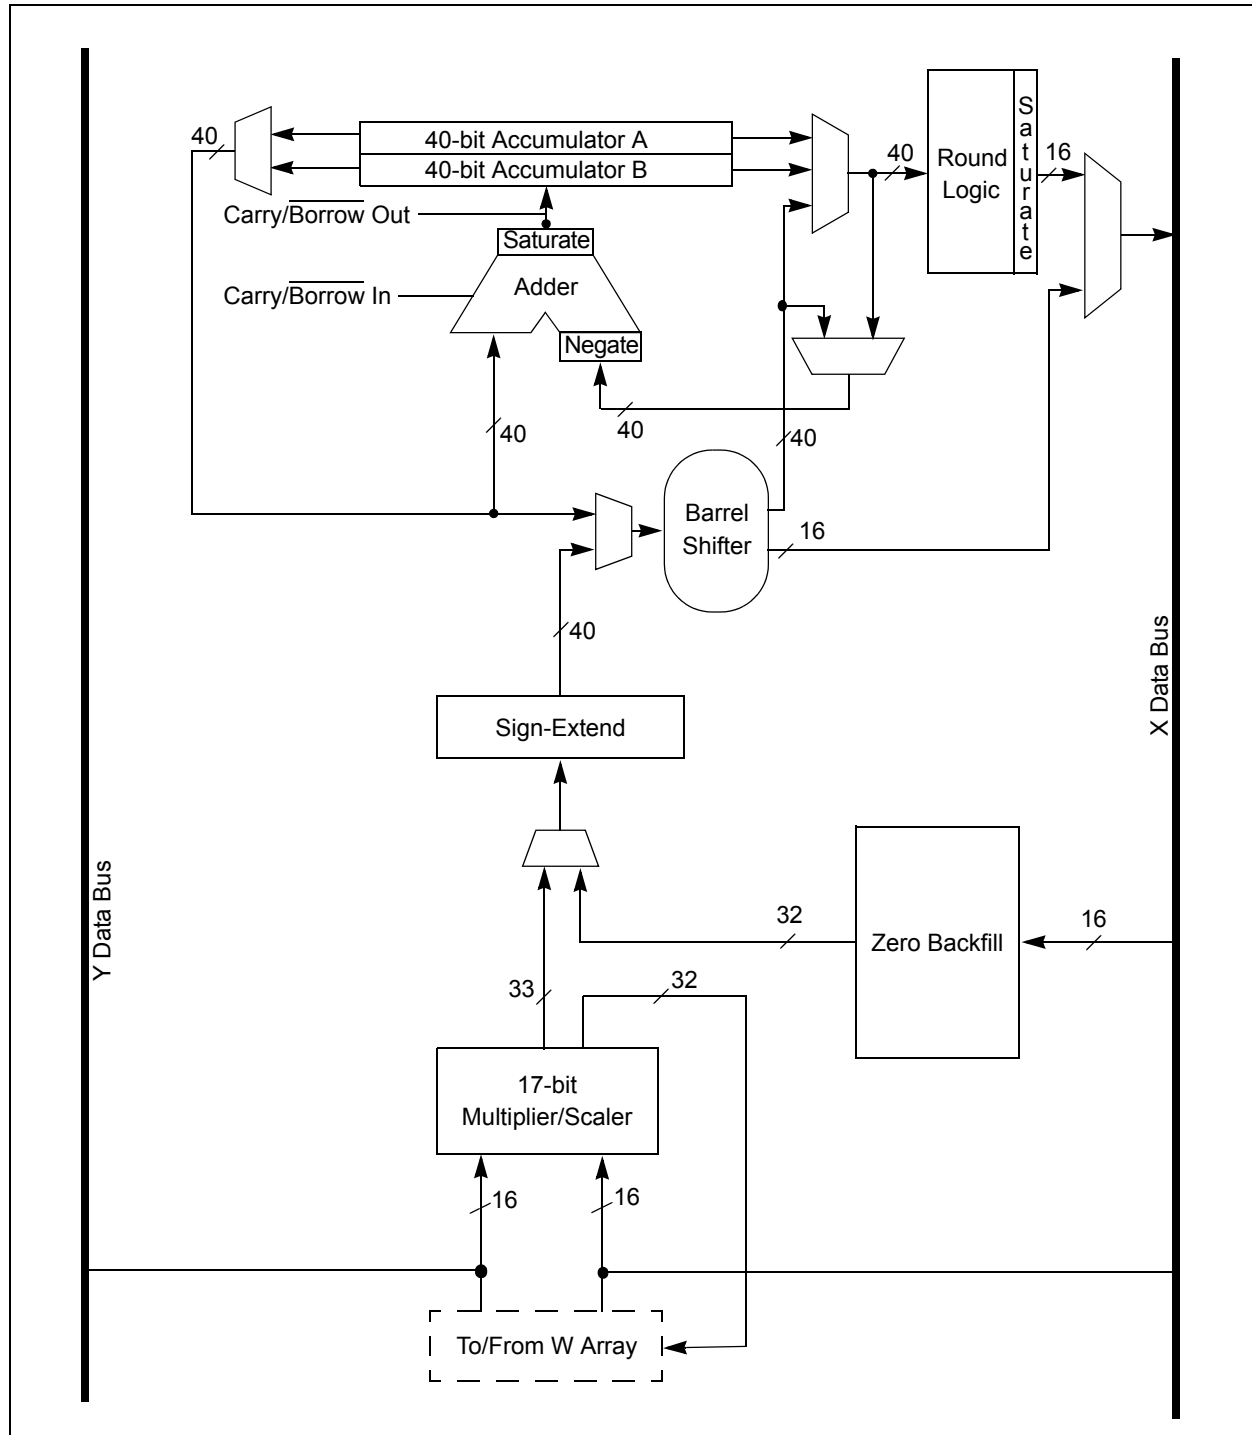 40
40-bit Accumulator A
40-bit Accumulator B
40
Round
Logic
Saturate
16
Carry/Borrow Out
Saturate
Carry/Borrow In
Adder
Negate
40
40
40
Barrel
Shifter
16
40
Sign-Extend
X Data Bus
Y Data Bus
32
Zero Backfill
16
33
32
17-bit
Multiplier/Scaler
16
16
To/From W Array